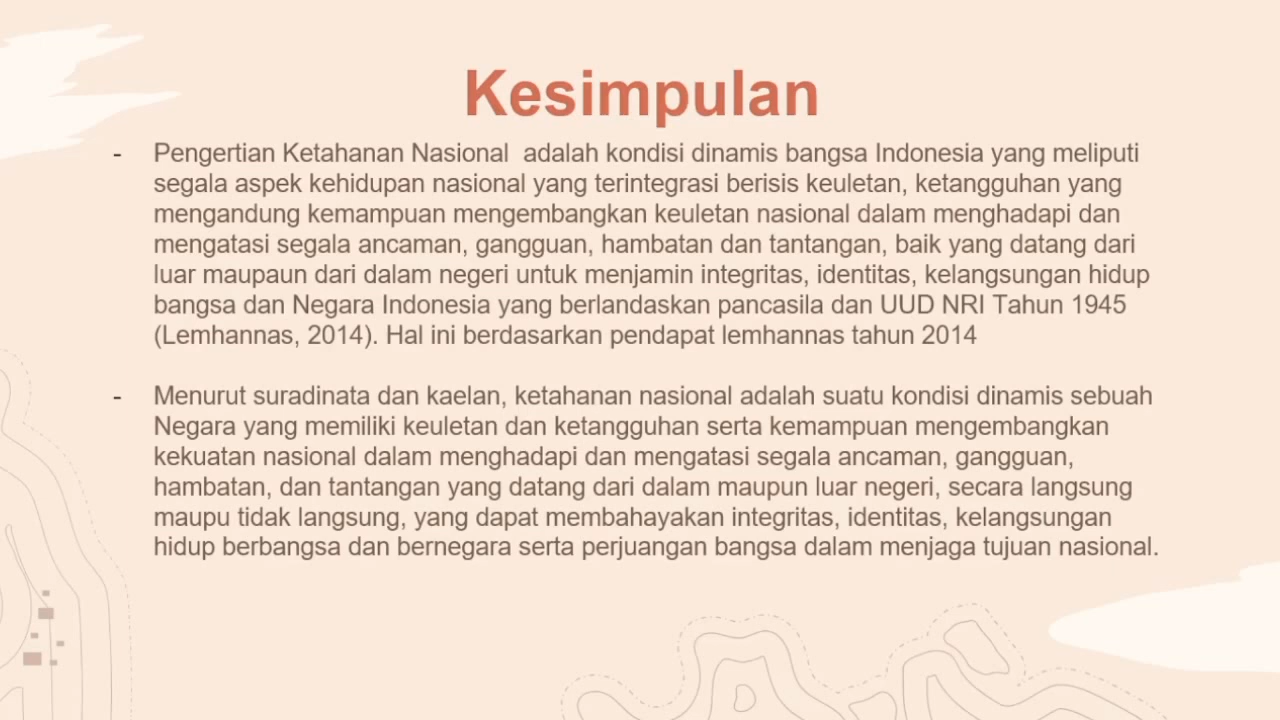 Kesimpulan
- Pengertian Ketahanan Nasional  adalah kondisi dinamis bangsa Indonesia yang meliputi
segala aspek kehidupan nasional yang terintegrasi berisis keuletan, ketangguhan yang
mengandung kemampuan mengembangkan keuletan nasional dalam menghadapi dan
mengatasi segala ancaman, gangguan, hambatan dan tantangan, baik yang datang dari
luar maupaun dari dalam negeri untuk menjamin integritas, identitas, kelangsungan hidup
bangsa dan Negara Indonesia yang berlandaskan pancasila dan UUD NRI Tahun 1945
(Lemhannas, 2014). Hal ini berdasarkan pendapat lemhannas tahun 2014
- Menurut suradinata dan kaelan, ketahanan nasional adalah suatu kondisi dinamis sebuah
Negara yang memiliki keuletan dan ketangguhan serta kemampuan mengembangkan
kekuatan nasional dalam menghadapi dan mengatasi segala ancaman, gangguan,
hambatan, dan tantangan yang datang dari dalam maupun luar negeri, secara langsung
maupu tidak langsung, yang dapat membahayakan integritas, identitas, kelangsungan
hidup berbangsa dan bernegara serta perjuangan bangsa dalam menjaga tujuan nasional.